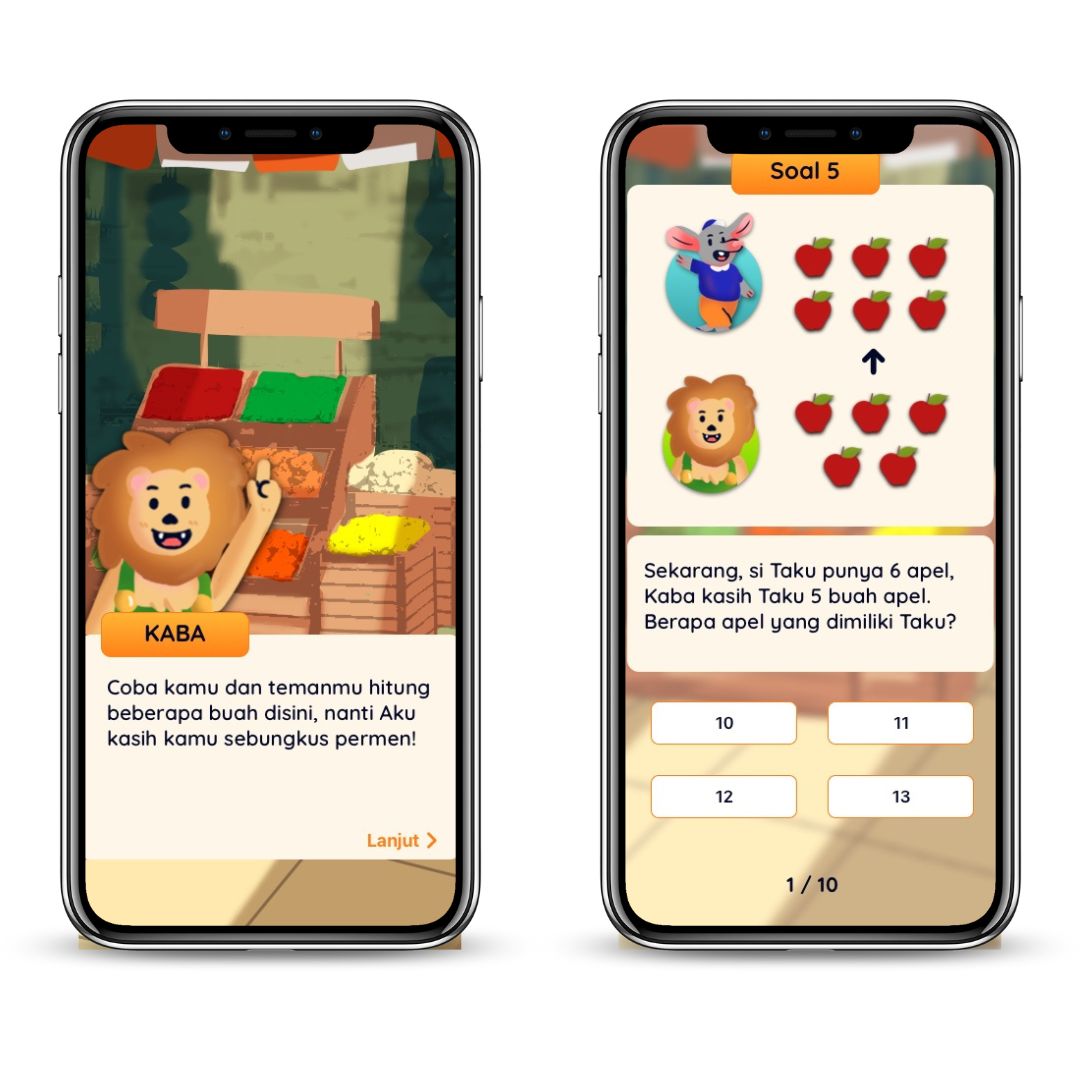 KABA
Coba kamu dan temanmu hitung
beberapa buah disini, nanti Aku
kasih kamu sebungkus permen!
Lanjut
Soal 5
Sekarang, si Taku punya 6 apel,
Kaba kasih Taku 5 buah apel.
Berapa apel yang dimiliki Taku?
10
11
12
13
1 / 10